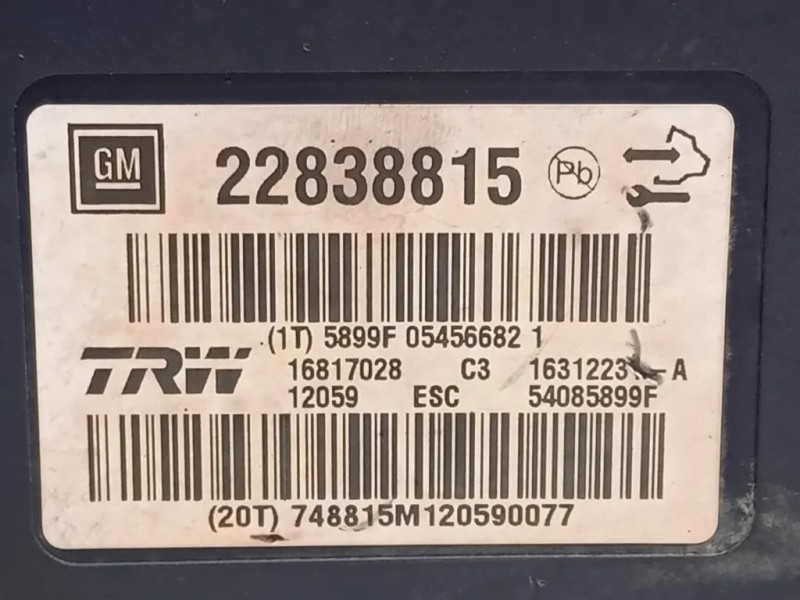 GM 22838815 Pb
(1T) 5899F 05456682 1
TRW
16817028 C3
12059 ESC 54085899F
(20T) 748815M120590077